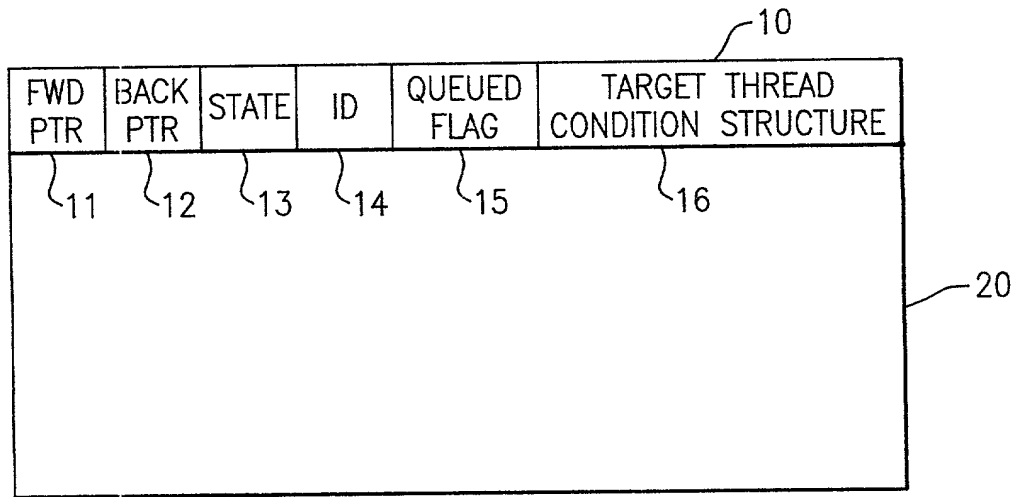 10
FWD
PTR
BACK
PTR
STATE
ID
QUEUED
FLAG
TARGET THREAD
CONDITION STRUCTURE
11
12
13
14
15
16
20